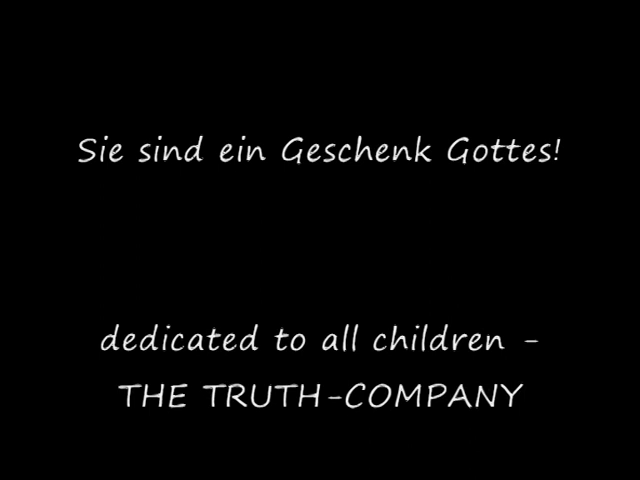 Sie sind ein Geschenk Gottes!
dedicated to all children -
THE TRUTH-COMPANY